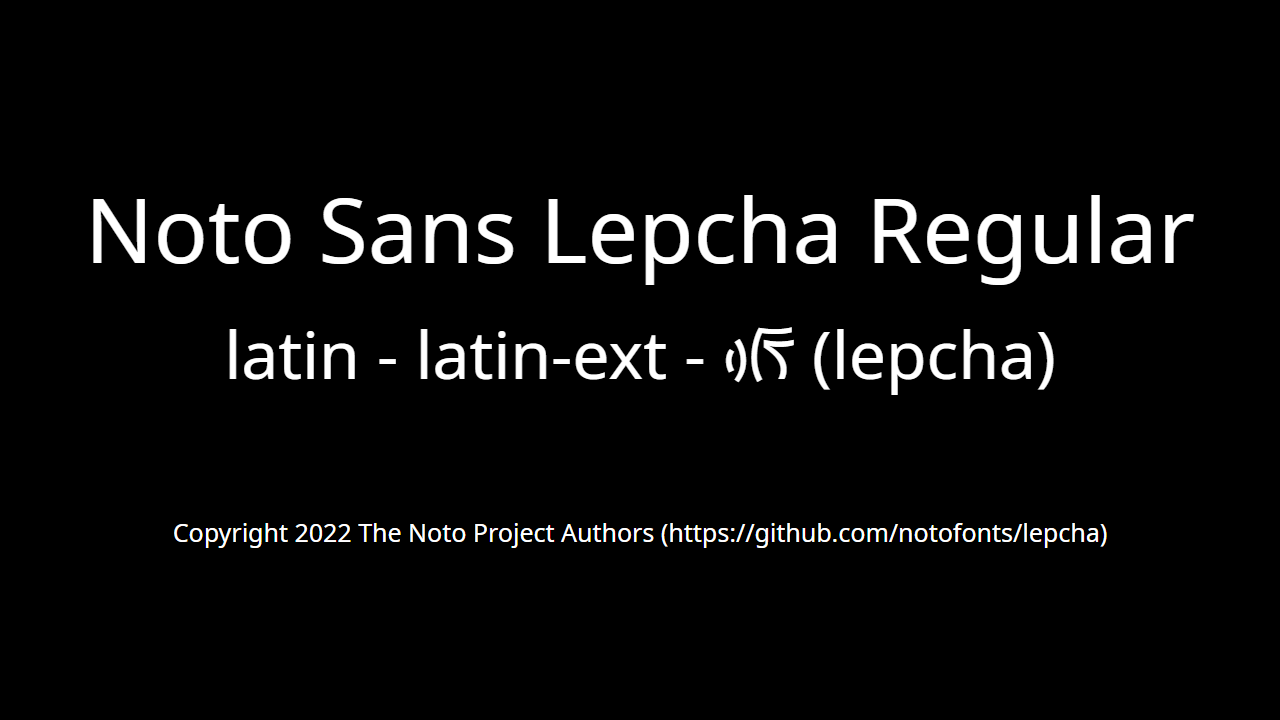 Noto Sans Lepcha Regular
latin - latin-ext - (lepcha)
Copyright 2022 The Noto Project Authors (https://github.com/notofonts/lepcha)